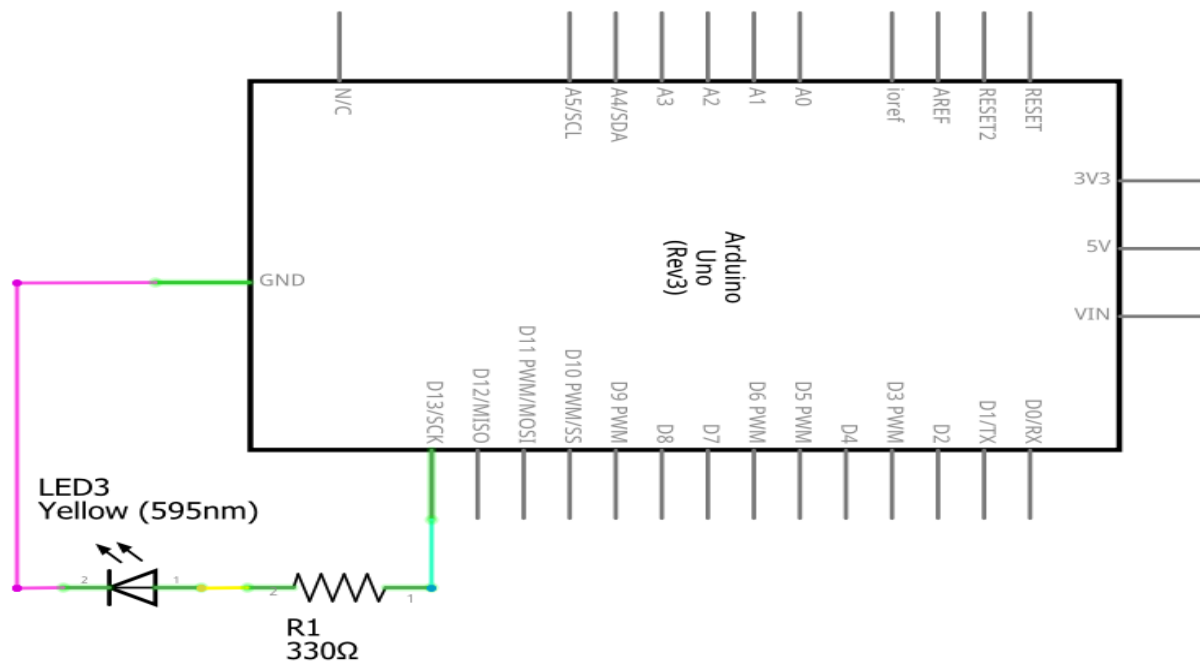 N/C
A5/SCL
A4/SDA
A3
A2
A1
A0
ioref
AREF
RESET2
RESET
3V3
5V
VIN
Arduino
Uno
(Rev3)
GND
D13/SCK
D12/MISO
D11 PWM/MOSI
D10 PWM/SS
D9 PWM
D8
D7
D6 PWM
D5 PWM
D4
D3 PWM
D2
D1/TX
D0/RX
LED3
Yellow (595nm)
2
1
2
1
R1
330Ω